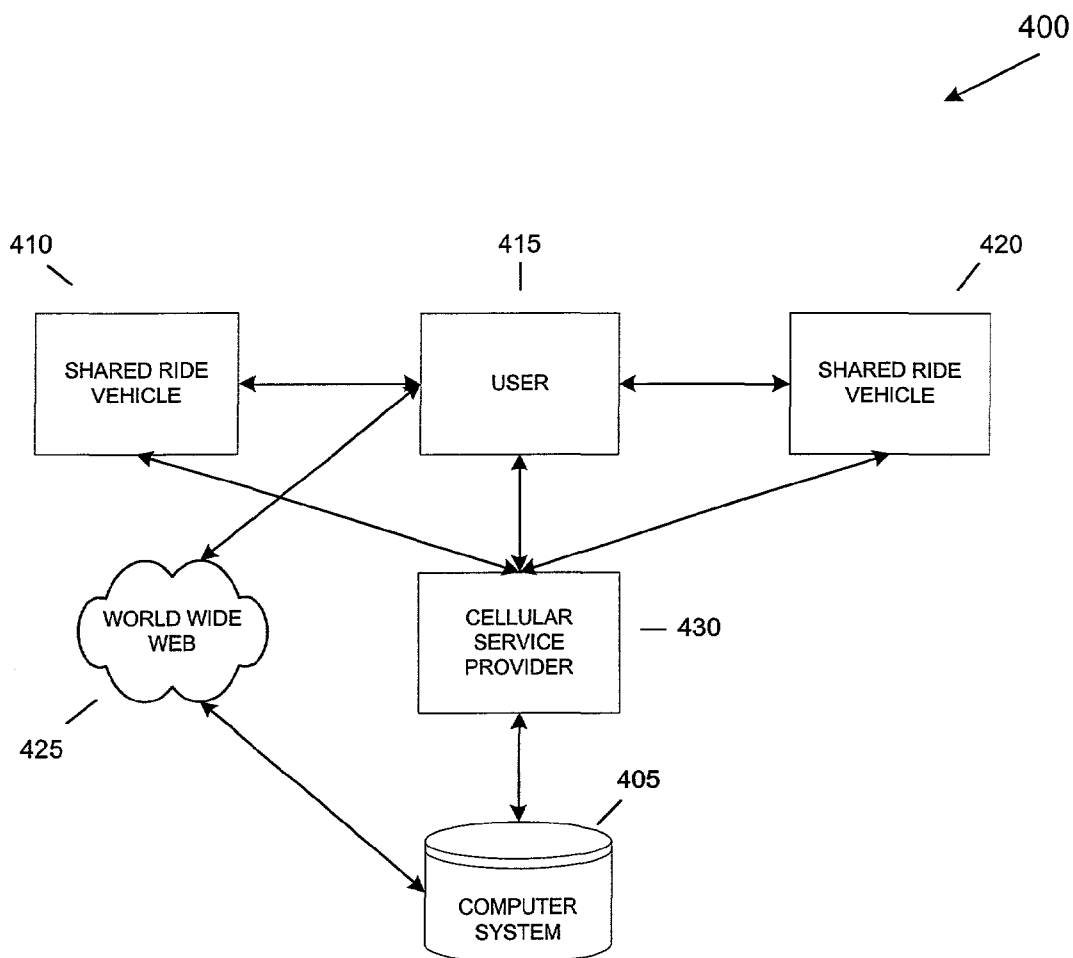 400
410
415
420
SHARED RIDE
VEHICLE
USER
SHARED RIDE
VEHICLE
WORLD WIDE
WEB
CELLULAR
SERVICE
PROVIDER
430
425
405
COMPUTER
SYSTEM